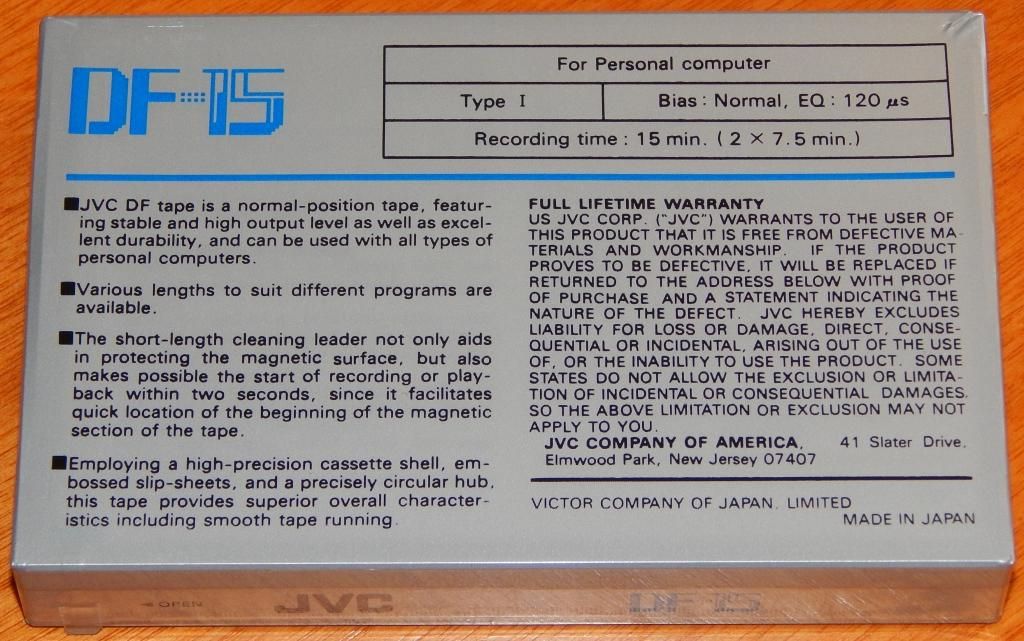 DF-15
For Personal computer
Type I
Bias : Normal, EQ : 120 μs
Recording time : 15 min. ( 2 × 7.5 min.)
■JVC DF tape is a normal-position tape, featur-
ing stable and high output level as well as excel-
lent durability, and can be used with all types of
personal computers.
■Various lengths to suit different programs are
available.
■The short-length cleaning leader not only aids
in protecting the magnetic surface, but also
makes possible the start of recording or play-
back within two seconds, since it facilitates
quick location of the beginning of the magnetic
section of the tape.
■Employing a high-precision cassette shell, em-
bossed slip-sheets, and a precisely circular hub,
this tape provides superior overall character-
istics including smooth tape running.
FULL LIFETIME WARRANTY
US JVC CORP. ("JVC") WARRANTS TO THE USER OF
THIS PRODUCT THAT IT IS FREE FROM DEFECTIVE MA-
TERIALS AND WORKMANSHIP. IF THE PRODUCT
PROVES TO BE DEFECTIVE, IT WILL BE REPLACED IF
RETURNED TO THE ADDRESS BELOW WITH PROOF
OF PURCHASE AND A STATEMENT INDICATING THE
NATURE OF THE DEFECT. JVC HEREBY EXCLUDES
LIABILITY FOR LOSS OR DAMAGE, DIRECT, CONSE-
QUENTIAL OR INCIDENTAL, ARISING OUT OF THE USE
OF, OR THE INABILITY TO USE THE PRODUCT. SOME
STATES DO NOT ALLOW THE EXCLUSION OR LIMITA-
TION OF INCIDENTAL OR CONSEQUENTIAL DAMAGES,
SO THE ABOVE LIMITATION OR EXCLUSION MAY NOT
APPLY TO YOU.
JVC COMPANY OF AMERICA, 41 Slater Drive,
Elmwood Park, New Jersey 07407
VICTOR COMPANY OF JAPAN, LIMITED
MADE IN JAPAN
◄OPEN
JVC
DF-15